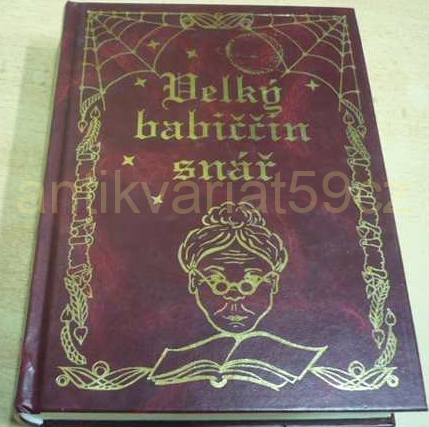 Velký
babiččin
snář
antikvariat59.cz